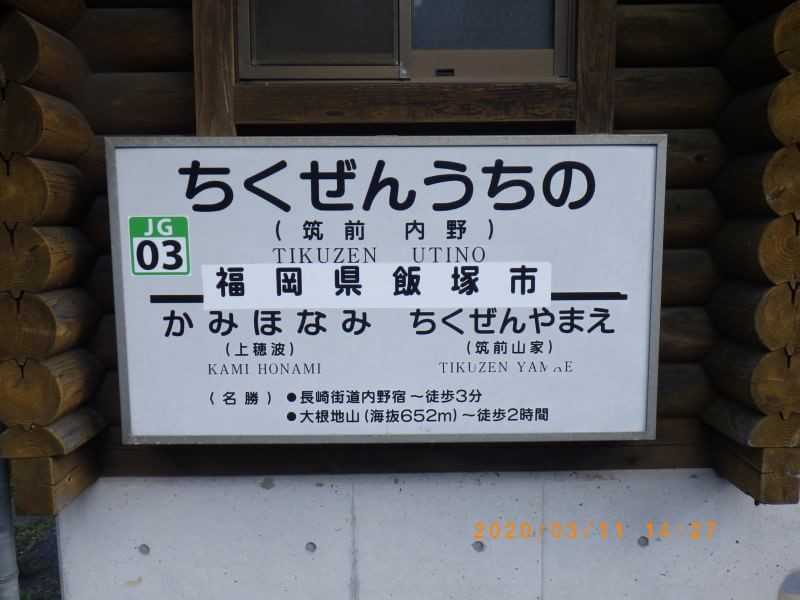 ちくぜんうちの
JG
03
(筑前 内野)
TIKUZEN UTINO
福岡県飯塚市
かみほなみ ちくぜんやまえ
(上穂波) (筑前山家)
KAMI HONAMI TIKUZEN
(名勝) ●長崎街道内野宿〜徒歩3分
●大根地山(海抜652m)〜徒歩2時間
2020/03/11 14:27